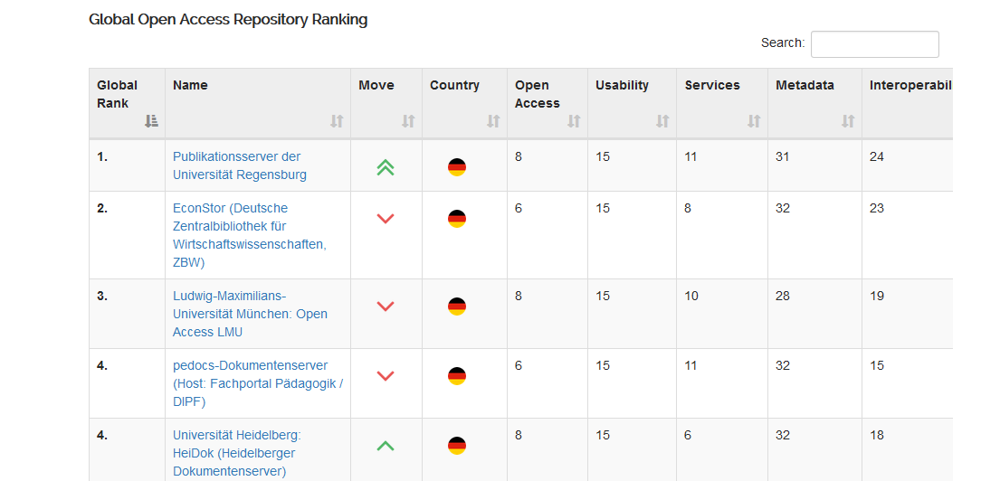 Global Open Access Repository Ranking
Search:
Global Rank Name Move Country Open Access Usability Services Metadata Interoperabil
1. Publikationsserver der 8 15 11 31 24
Universität Regensburg
2. EconStor (Deutsche 6 15 8 32 23
Zentralbibliothek für
Wirtschaftswissenschaften,
ZBW)
3. Ludwig-Maximilians- 8 15 10 28 19
Universität München: Open
Access LMU
4. pedocs-Dokumentenserver 6 15 11 32 15
(Host: Fachportal Pädagogik /
DIPF)
4. Universität Heidelberg: 8 15 6 32 18
HeiDok (Heidelberger
Dokumentenserver)